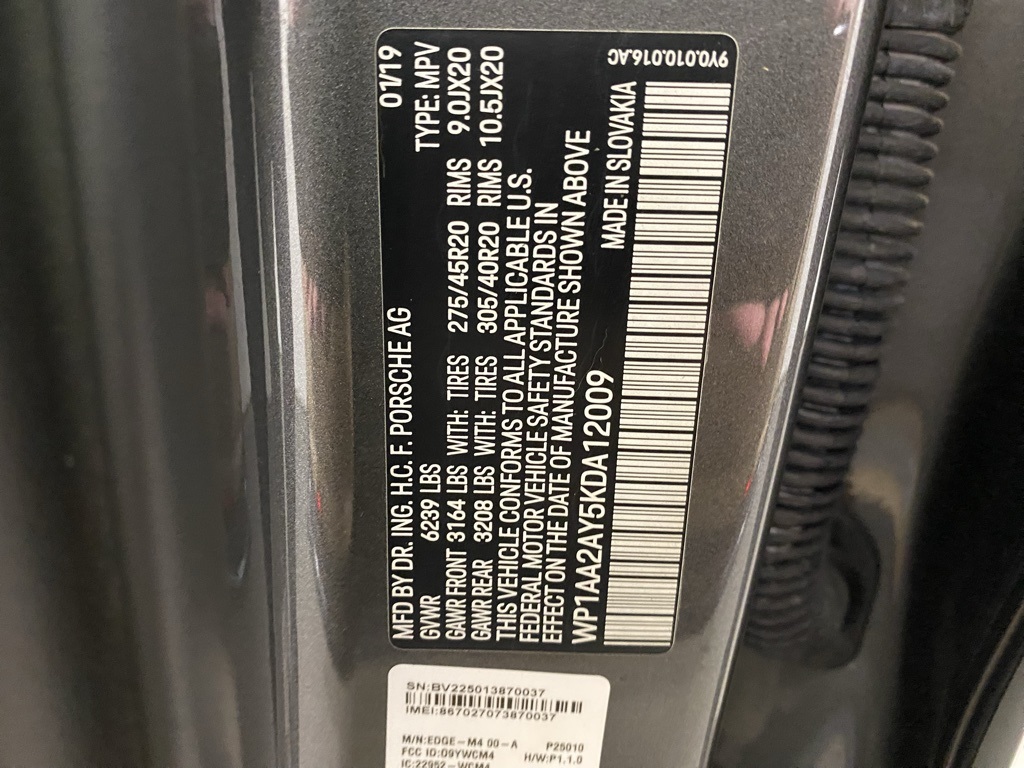 MFD BY DR. ING. H.C. F. PORSCHE AG 01/19
GVWR 6289 LBS TYPE: MPV
GAWR FRONT 3164 LBS WITH: TIRES 275/45R20 RIMS 9.0JX20
GAWR REAR 3208 LBS WITH: TIRES 305/40R20 RIMS 10.5JX20
THIS VEHICLE CONFORMS TO ALL APPLICABLE U.S.
FEDERAL MOTOR VEHICLE SAFETY STANDARDS IN
EFFECT ON THE DATE OF MANUFACTURE SHOWN ABOVE
WP1AA2AY5KDA12009 MADE IN SLOVAKIA
9Y0.010.016.AC
SN:BV225013870037
IMEI:867027073870037
M/N:EDGE-M4 00-A P25010
FCC ID:O9YWCM4 H/W:P1.1.0
IC:22952-WCM4